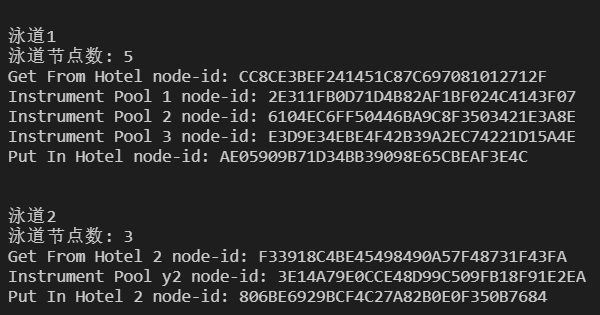 泳道1
泳道节点数: 5
Get From Hotel node-id: CC8CE3BEF241451C87C697081012712F
Instrument Pool 1 node-id: 2E311FB0D71D4B82AF1BF024C4143F07
Instrument Pool 2 node-id: 6104EC6FF50446BA9C8F3503421E3A8E
Instrument Pool 3 node-id: E3D9E34EBE4F42B39A2EC74221D15A4E
Put In Hotel node-id: AE05909B71D34BB39098E65CBEAF3E4C
泳道2
泳道节点数: 3
Get From Hotel 2 node-id: F33918C4BE45498490A57F48731F43FA
Instrument Pool y2 node-id: 3E14A79E0CCE48D99C509FB18F91E2EA
Put In Hotel 2 node-id: 806BE6929BCF4C27A82B0E0F350B7684